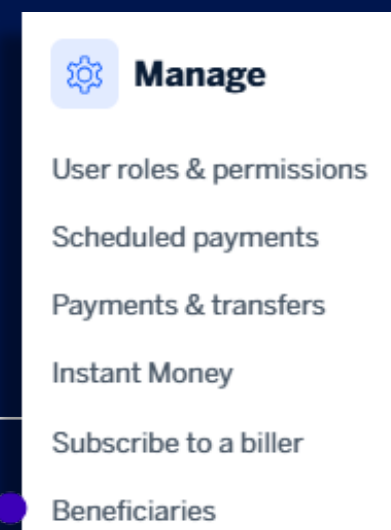 Manage
User roles & permissions
Scheduled payments
Payments & transfers
Instant Money
Subscribe to a biller
Beneficiaries